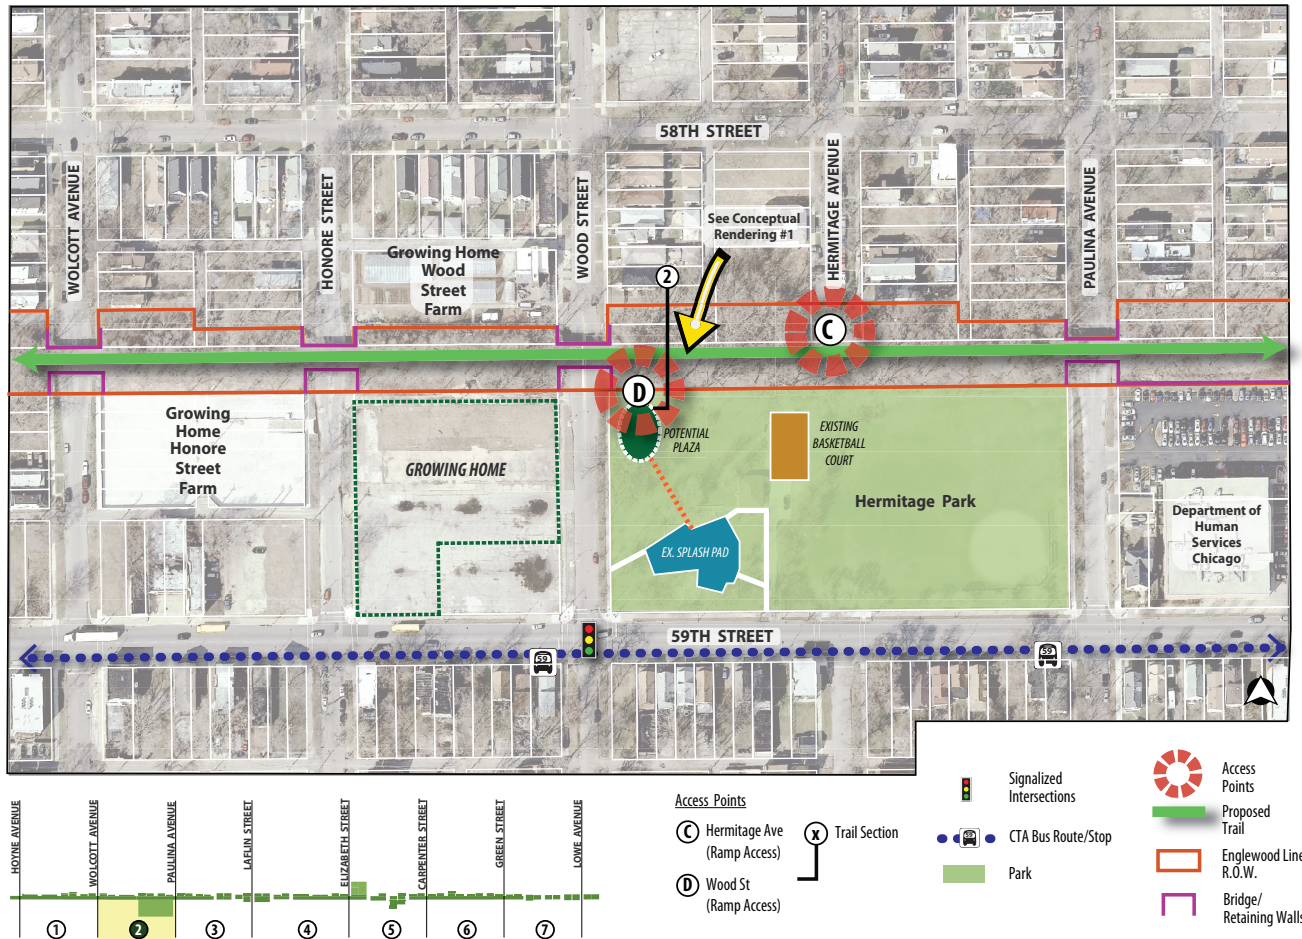 58TH STREET
WOLCOTT AVENUE
HONORE STREET
WOOD STREET
HERMITAGE AVENUE
PAULINA AVENUE
See Conceptual
Rendering #1
Growing Home
Wood
Street
Farm
2
C
D
POTENTIAL
PLAZA
EXISTING
BASKETBALL
COURT
Growing
Home
Honore
Street
Farm
GROWING HOME
Hermitage Park
Department of
Human
Services
Chicago
EX. SPLASH PAD
59TH STREET
59
59
HOYNE AVENUE
WOLCOTT AVENUE
PAULINA AVENUE
LAFLIN STREET
ELIZABETH STREET
CARPENTER STREET
GREEN STREET
LOWE AVENUE
1
2
3
4
5
6
7
Access Points
C Hermitage Ave
(Ramp Access)
D Wood St
(Ramp Access)
x Trail Section
Signalized
Intersections
59 CTA Bus Route/Stop
Park
Access
Points
Proposed
Trail
Englewood Line
R.O.W.
Bridge/
Retaining Walls